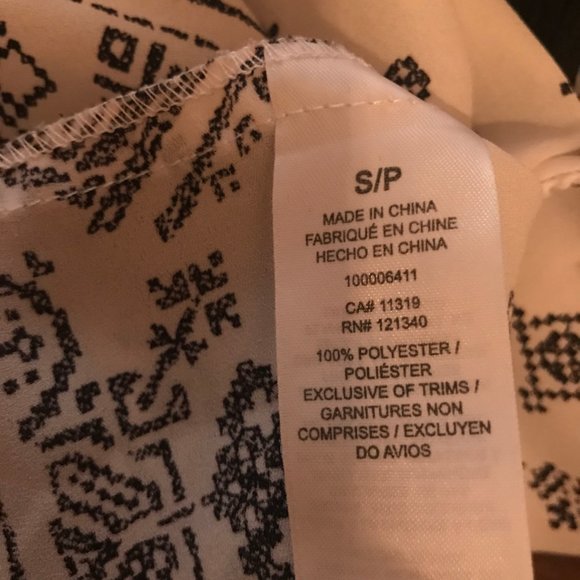 S/P
MADE IN CHINA
FABRIQUÉ EN CHINE
HECHO EN CHINA
100006411
CA# 11319
RN# 121340
100% POLYESTER /
POLIÉSTER
EXCLUSIVE OF TRIMS /
GARNITURES NON
COMPRISES / EXCLUYEN
DO AVIOS